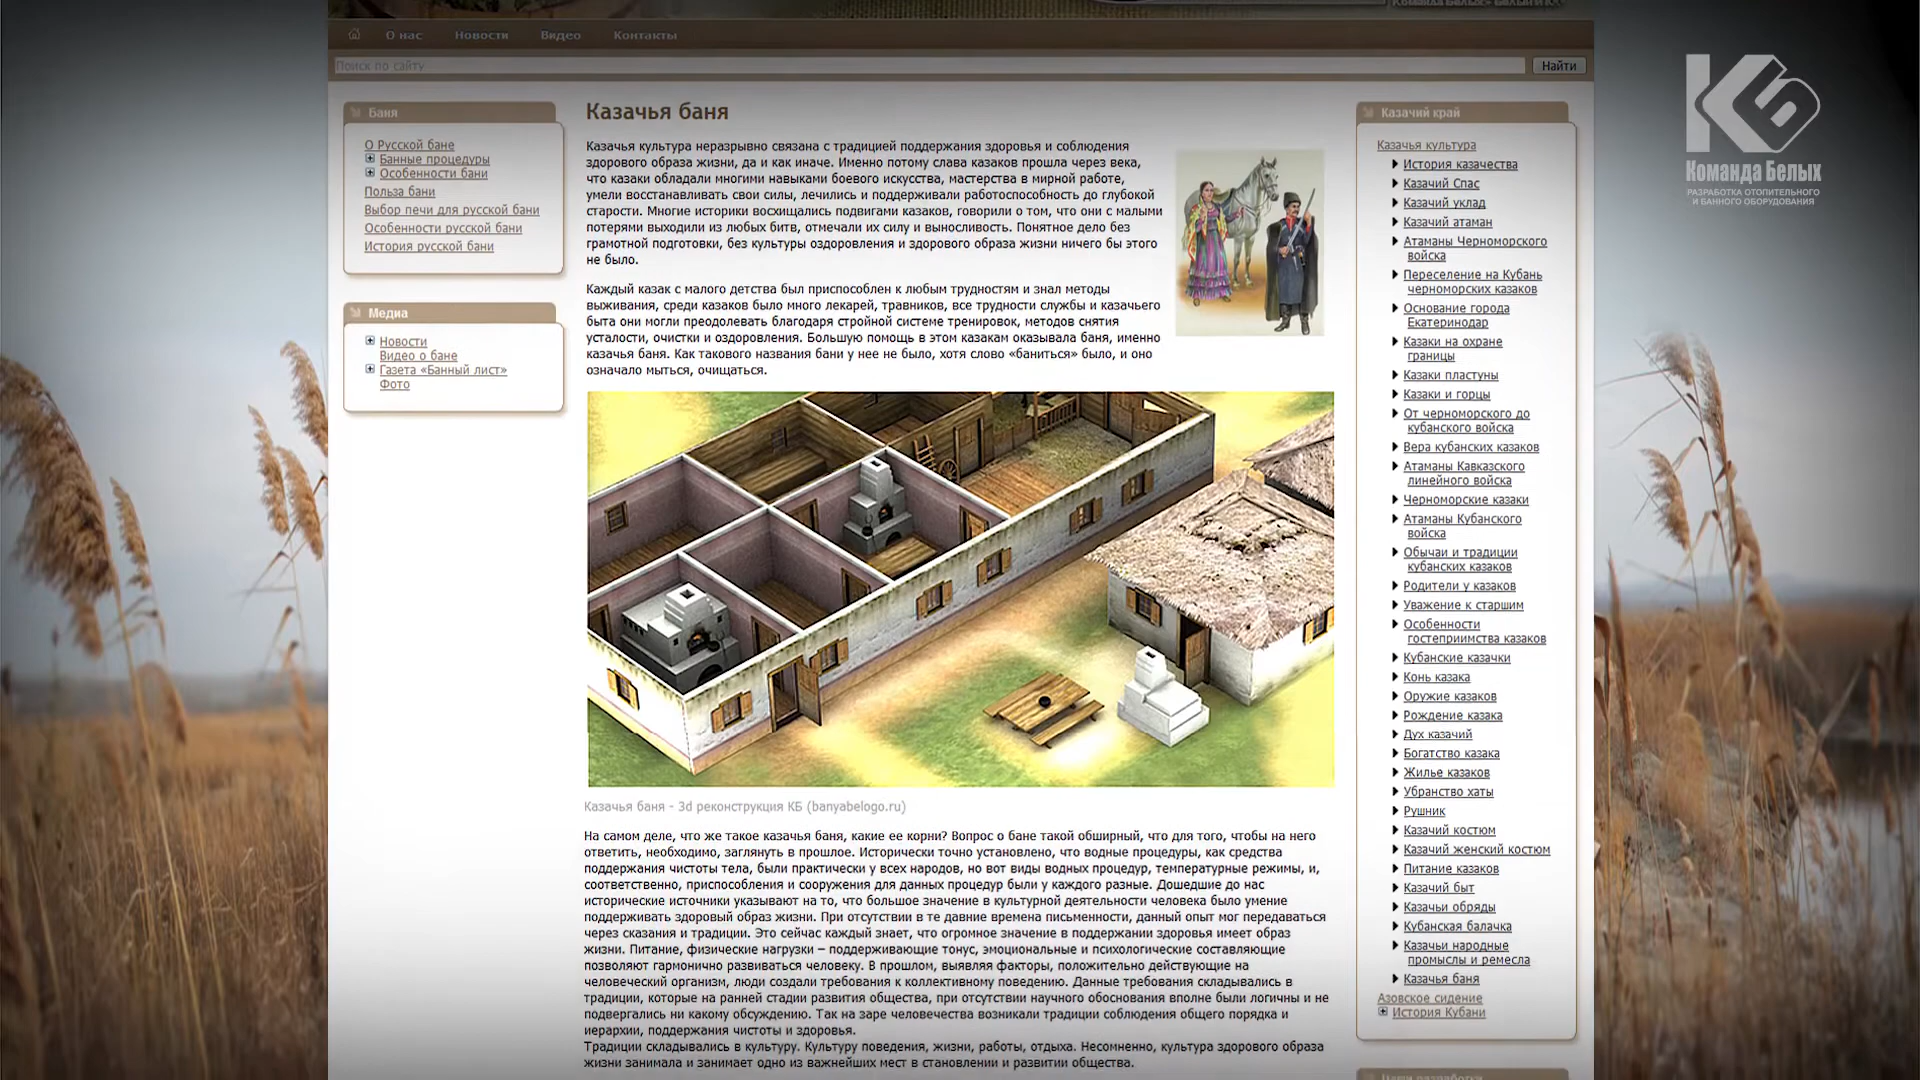 О нас
Новости
Видео
Контакты
Поиск по сайту
Найти
Команда Белых
РАЗРАБОТКА ОТОПИТЕЛЬНОГО
И БАННОГО ОБОРУДОВАНИЯ
Баня
О Русской бане
Банные процедуры
Особенности бани
Польза бани
Выбор печи для русской бани
Особенности русской бани
История русской бани
Медиа
Новости
Видео о бане
Газета «Банный лист»
Фото
Казачья баня
Казачья культура неразрывно связана с традицией поддержания здоровья и соблюдения
здорового образа жизни, да и как иначе. Именно потому слава казаков прошла через века,
что казаки обладали многими навыками боевого искусства, мастерства в мирной работе,
умели восстанавливать свои силы, лечились и поддерживали работоспособность до глубокой
старости. Многие историки восхищались подвигами казаков, говорили о том, что они с малыми
потерями выходили из любых битв, отмечали их силу и выносливость. Понятное дело без
грамотной подготовки, без культуры оздоровления и здорового образа жизни ничего бы этого
не было.
Каждый казак с малого детства был приспособлен к любым трудностям и знал методы
выживания, среди казаков было много лекарей, травников, все трудности службы и казачьего
быта они могли преодолевать благодаря стройной системе тренировок, методов снятия
усталости, очистки и оздоровления. Большую помощь в этом казакам оказывала баня, именно
казачья баня. Как такового названия бани у нее не было, хотя слово «баниться» было, и оно
означало мыться, очищаться.
Казачья баня - 3d реконструкция КБ (banyabelogo.ru)
На самом деле, что же такое казачья баня, какие ее корни? Вопрос о бане такой обширный, что для того, чтобы на него
ответить, необходимо, заглянуть в прошлое. Исторически точно установлено, что водные процедуры, как средства
поддержания чистоты тела, были практически у всех народов, но вот виды водных процедур, температурные режимы, и,
соответственно, приспособления и сооружения для данных процедур были у каждого разные. Дошедшие до нас
исторические источники указывают на то, что большое значение в культурной деятельности человека было умение
поддерживать здоровый образ жизни. При отсутствии в те давние времена письменности, данный опыт мог передаваться
через сказания и традиции. Это сейчас каждый знает, что огромное значение в поддержании здоровья имеет образ
жизни. Питание, физические нагрузки – поддерживающие тонус, эмоциональные и психологические составляющие
позволяют гармонично развиваться человеку. В прошлом, выявляя факторы, положительно действующие на
человеческий организм, люди создали требования к коллективному поведению. Данные требования складывались в
традиции, которые на ранней стадии развития общества, при отсутствии научного обоснования вполне были логичны и не
подвергались ни какому обсуждению. Так на заре человечества возникали традиции соблюдения общего порядка и
иерархии, поддержания чистоты и здоровья.
Традиции складывались в культуру. Культуру поведения, жизни, работы, отдыха. Несомненно, культура здорового образа
жизни занимала и занимает одно из важнейших мест в становлении и развитии общества.
Казачий край
Казачья культура
История казачества
Казачий Спас
Казачий уклад
Казачий атаман
Атаманы Черноморского
войска
Переселение на Кубань
черноморских казаков
Основание города
Екатеринодар
Казаки на охране
границы
Казаки пластуны
Казаки и горцы
От черноморского до
кубанского войска
Вера кубанских казаков
Атаманы Кавказского
линейного войска
Черноморские казаки
Атаманы Кубанского
войска
Обычаи и традиции
кубанских казаков
Родители у казаков
Уважение к старшим
Особенности
гостеприимства казаков
Кубанские казачки
Конь казака
Оружие казаков
Рождение казака
Дух казачий
Богатство казака
Жилье казаков
Убранство хаты
Рушник
Казачий костюм
Казачий женский костюм
Питание казаков
Казачий быт
Казачьи обряды
Кубанская балачка
Казачьи народные
промыслы и ремесла
Казачья баня
Азовское сидение
История Кубани